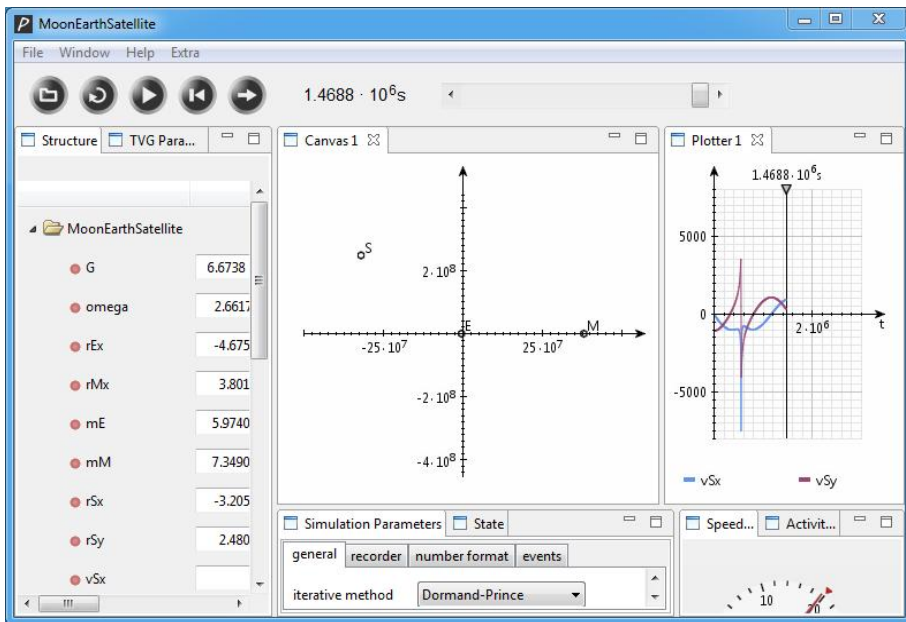 MoonEarthSatellite
File Window Help Extra
1.4688 · 10⁶s
Structure TVG Para...
MoonEarthSatellite
G 6.6738
omega 2.6617
rEx -4.675
rMx 3.801
mE 5.9740
mM 7.3490
rSx -3.205
rSy 2.480
vSx
Canvas 1
S
2·10⁸
E M
-25·10⁷ 25·10⁷
-2·10⁸
-4·10⁸
Plotter 1
1.4688·10⁶s
5000
0
2·10⁶ t
-5000
vSx vSy
Simulation Parameters State
general recorder number format events
iterative method Dormand-Prince
Speed... Activit...
10 20